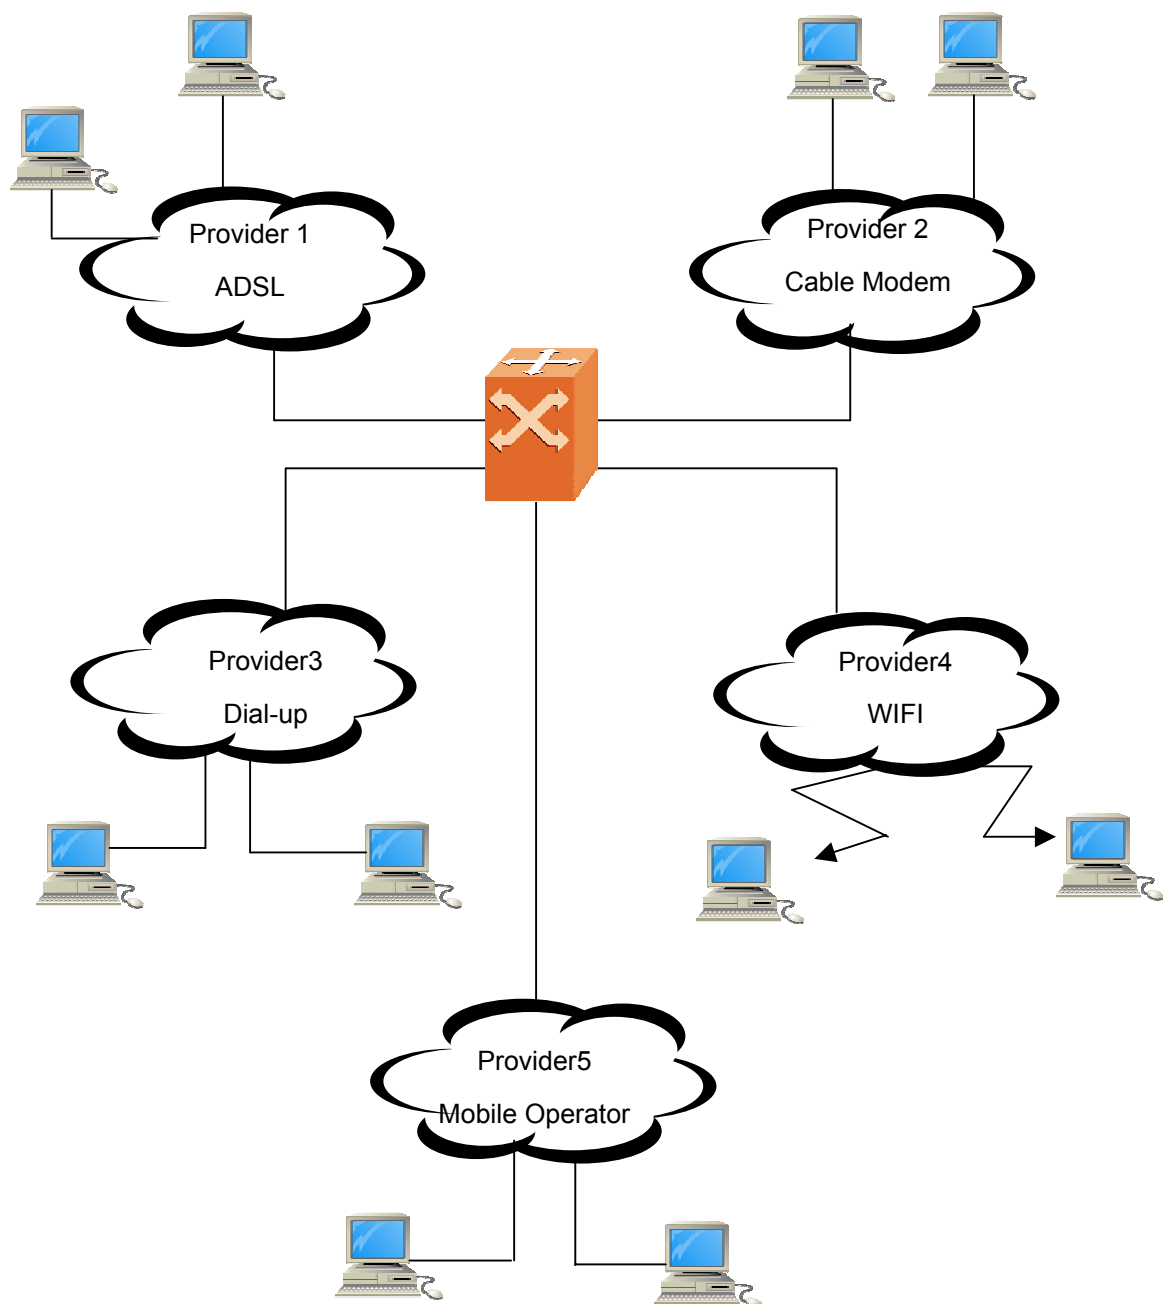 Provider 1
ADSL
Provider 2
Cable Modem
Provider3
Dial-up
Provider4
WIFI
Provider5
Mobile Operator